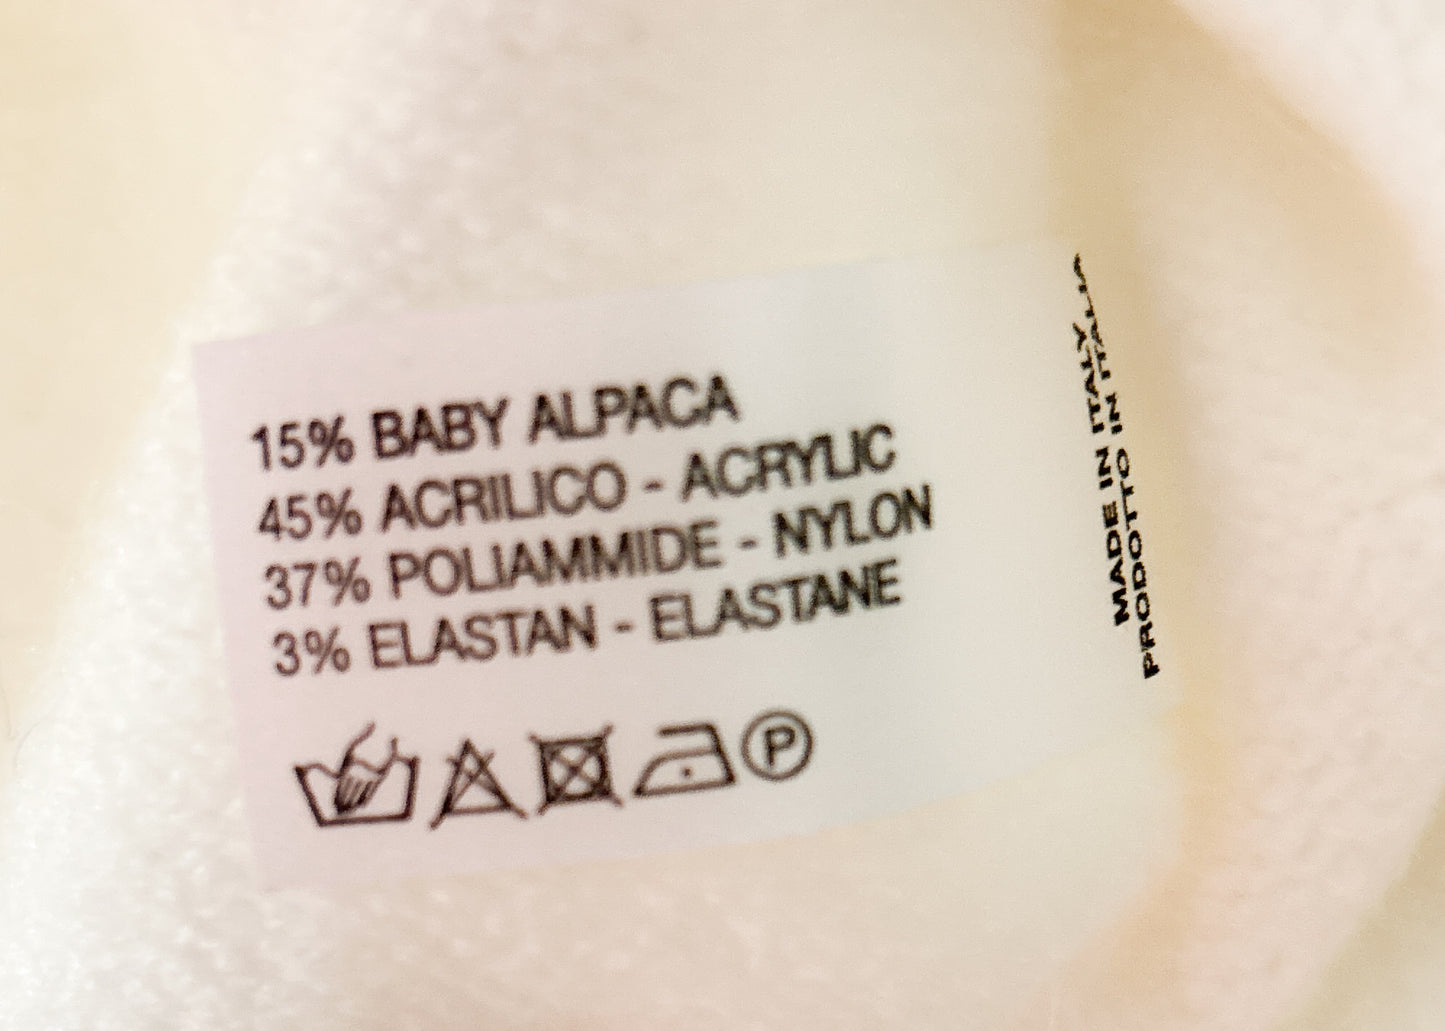 15% BABY ALPACA
45% ACRILICO - ACRYLIC
37% POLIAMMIDE - NYLON
3% ELASTAN - ELASTANE
P
MADE IN ITALY
PRODOTTO IN ITALIA